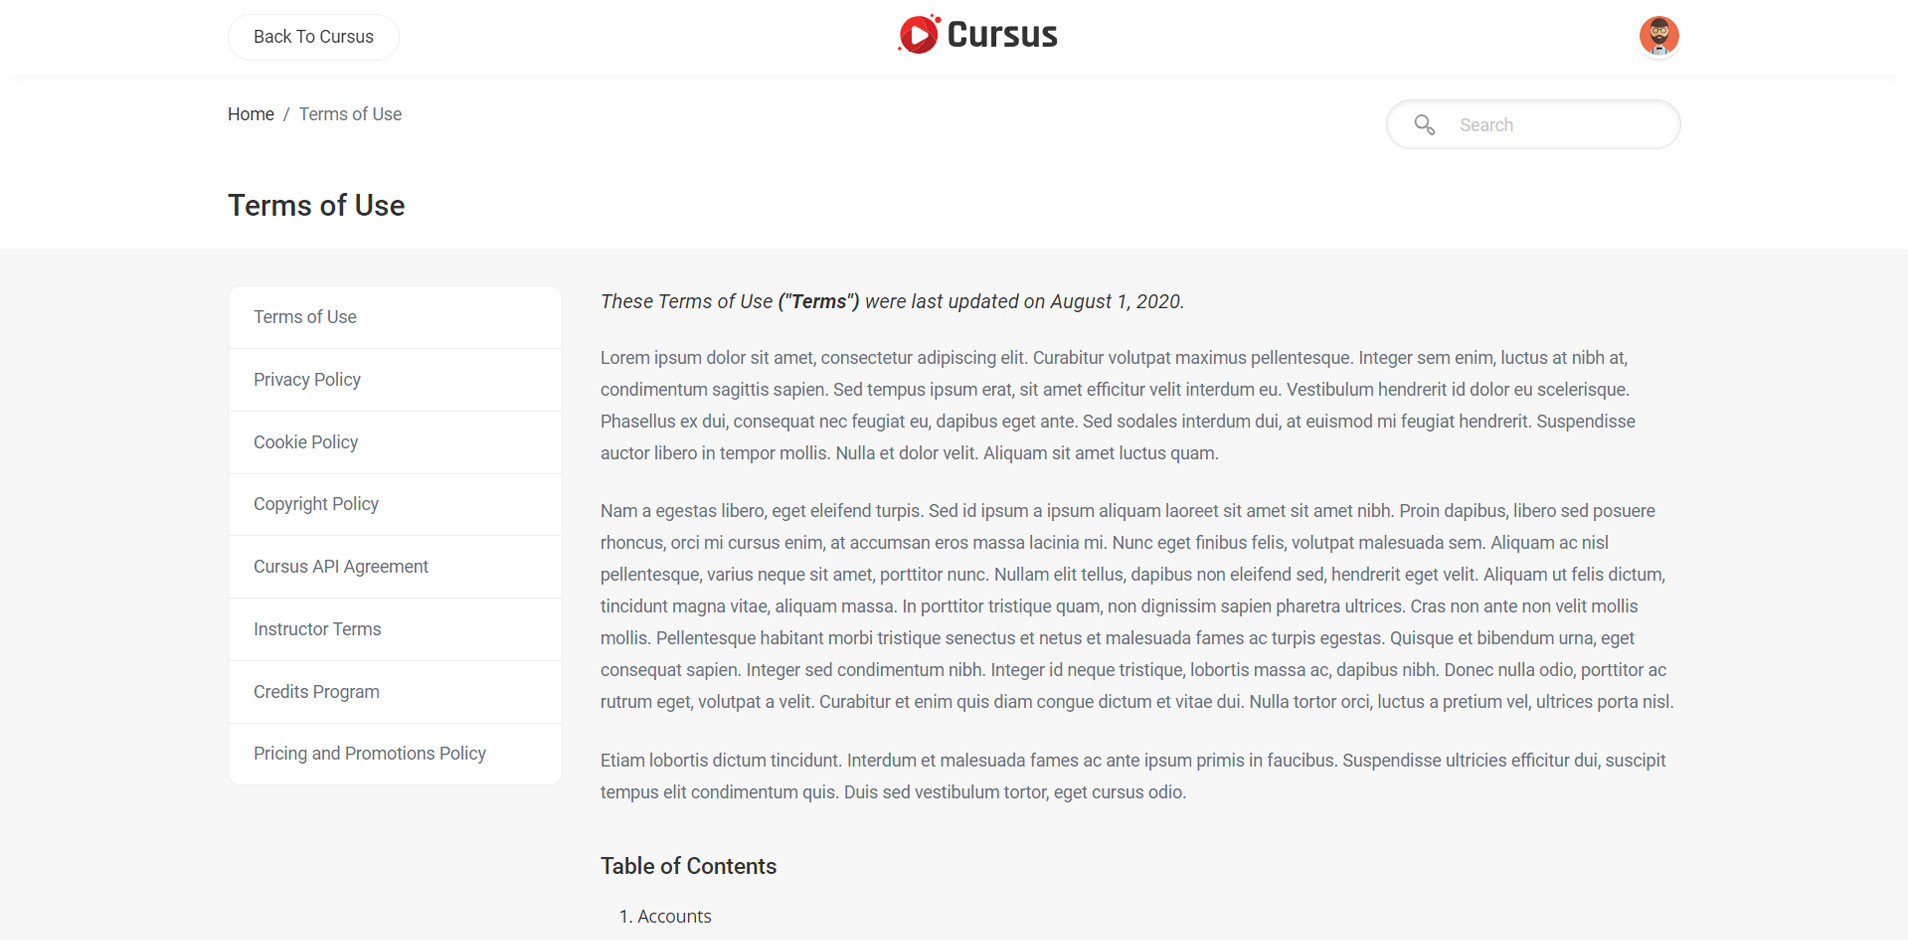 Back To Cursus
Cursus
Home / Terms of Use
Search
Terms of Use
Terms of Use
Privacy Policy
Cookie Policy
Copyright Policy
Cursus API Agreement
Instructor Terms
Credits Program
Pricing and Promotions Policy
These Terms of Use ("Terms") were last updated on August 1, 2020.
Lorem ipsum dolor sit amet, consectetur adipiscing elit. Curabitur volutpat maximus pellentesque. Integer sem enim, luctus at nibh at,
condimentum sagittis sapien. Sed tempus ipsum erat, sit amet efficitur velit interdum eu. Vestibulum hendrerit id dolor eu scelerisque.
Phasellus ex dui, consequat nec feugiat eu, dapibus eget ante. Sed sodales interdum dui, at euismod mi feugiat hendrerit. Suspendisse
auctor libero in tempor mollis. Nulla et dolor velit. Aliquam sit amet luctus quam.
Nam a egestas libero, eget eleifend turpis. Sed id ipsum a ipsum aliquam laoreet sit amet sit amet nibh. Proin dapibus, libero sed posuere
rhoncus, orci mi cursus enim, at accumsan eros massa lacinia mi. Nunc eget finibus felis, volutpat malesuada sem. Aliquam ac nisl
pellentesque, varius neque sit amet, porttitor nunc. Nullam elit tellus, dapibus non eleifend sed, hendrerit eget velit. Aliquam ut felis dictum,
tincidunt magna vitae, aliquam massa. In porttitor tristique quam, non dignissim sapien pharetra ultrices. Cras non ante non velit mollis
mollis. Pellentesque habitant morbi tristique senectus et netus et malesuada fames ac turpis egestas. Quisque et bibendum urna, eget
consequat sapien. Integer sed condimentum nibh. Integer id neque tristique, lobortis massa ac, dapibus nibh. Donec nulla odio, porttitor ac
rutrum eget, volutpat a velit. Curabitur et enim quis diam congue dictum et vitae dui. Nulla tortor orci, luctus a pretium vel, ultrices porta nisl.
Etiam lobortis dictum tincidunt. Interdum et malesuada fames ac ante ipsum primis in faucibus. Suspendisse ultricies efficitur dui, suscipit
tempus elit condimentum quis. Duis sed vestibulum tortor, eget cursus odio.
Table of Contents
1. Accounts